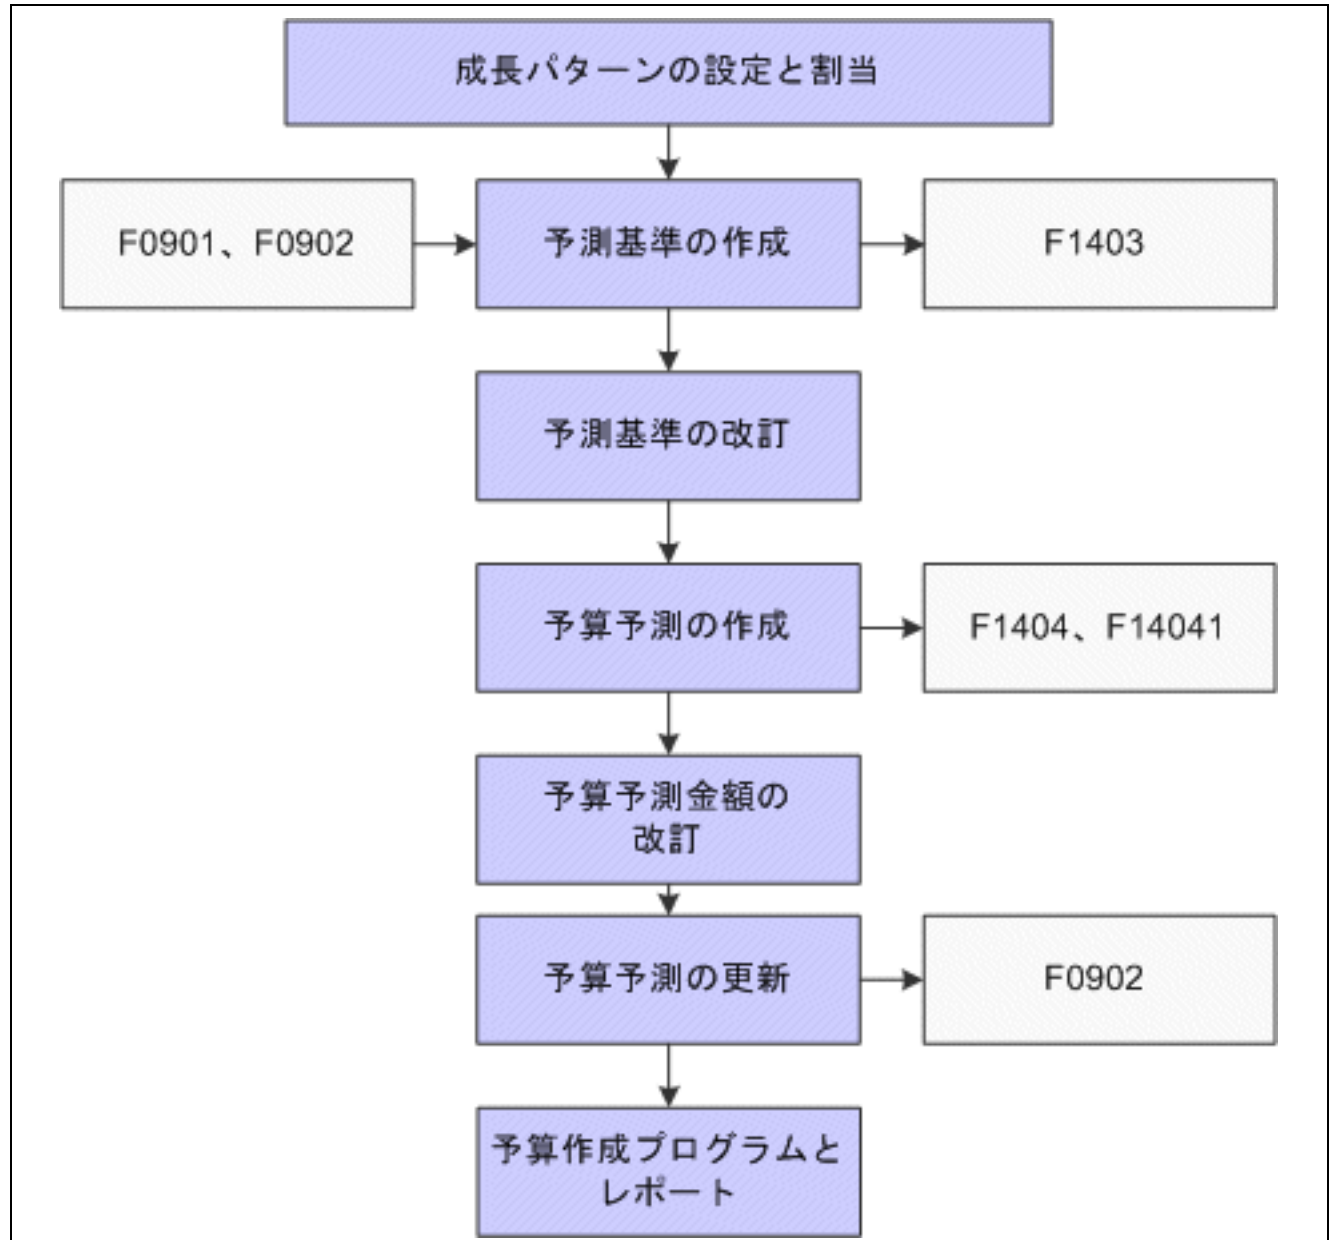 成長パターンの設定と割当
F0901、F0902
予測基準の作成
F1403
予測基準の改訂
予算予測の作成
F1404、F14041
予算予測金額の
改訂
予算予測の更新
F0902
予算作成プログラムと
レポート